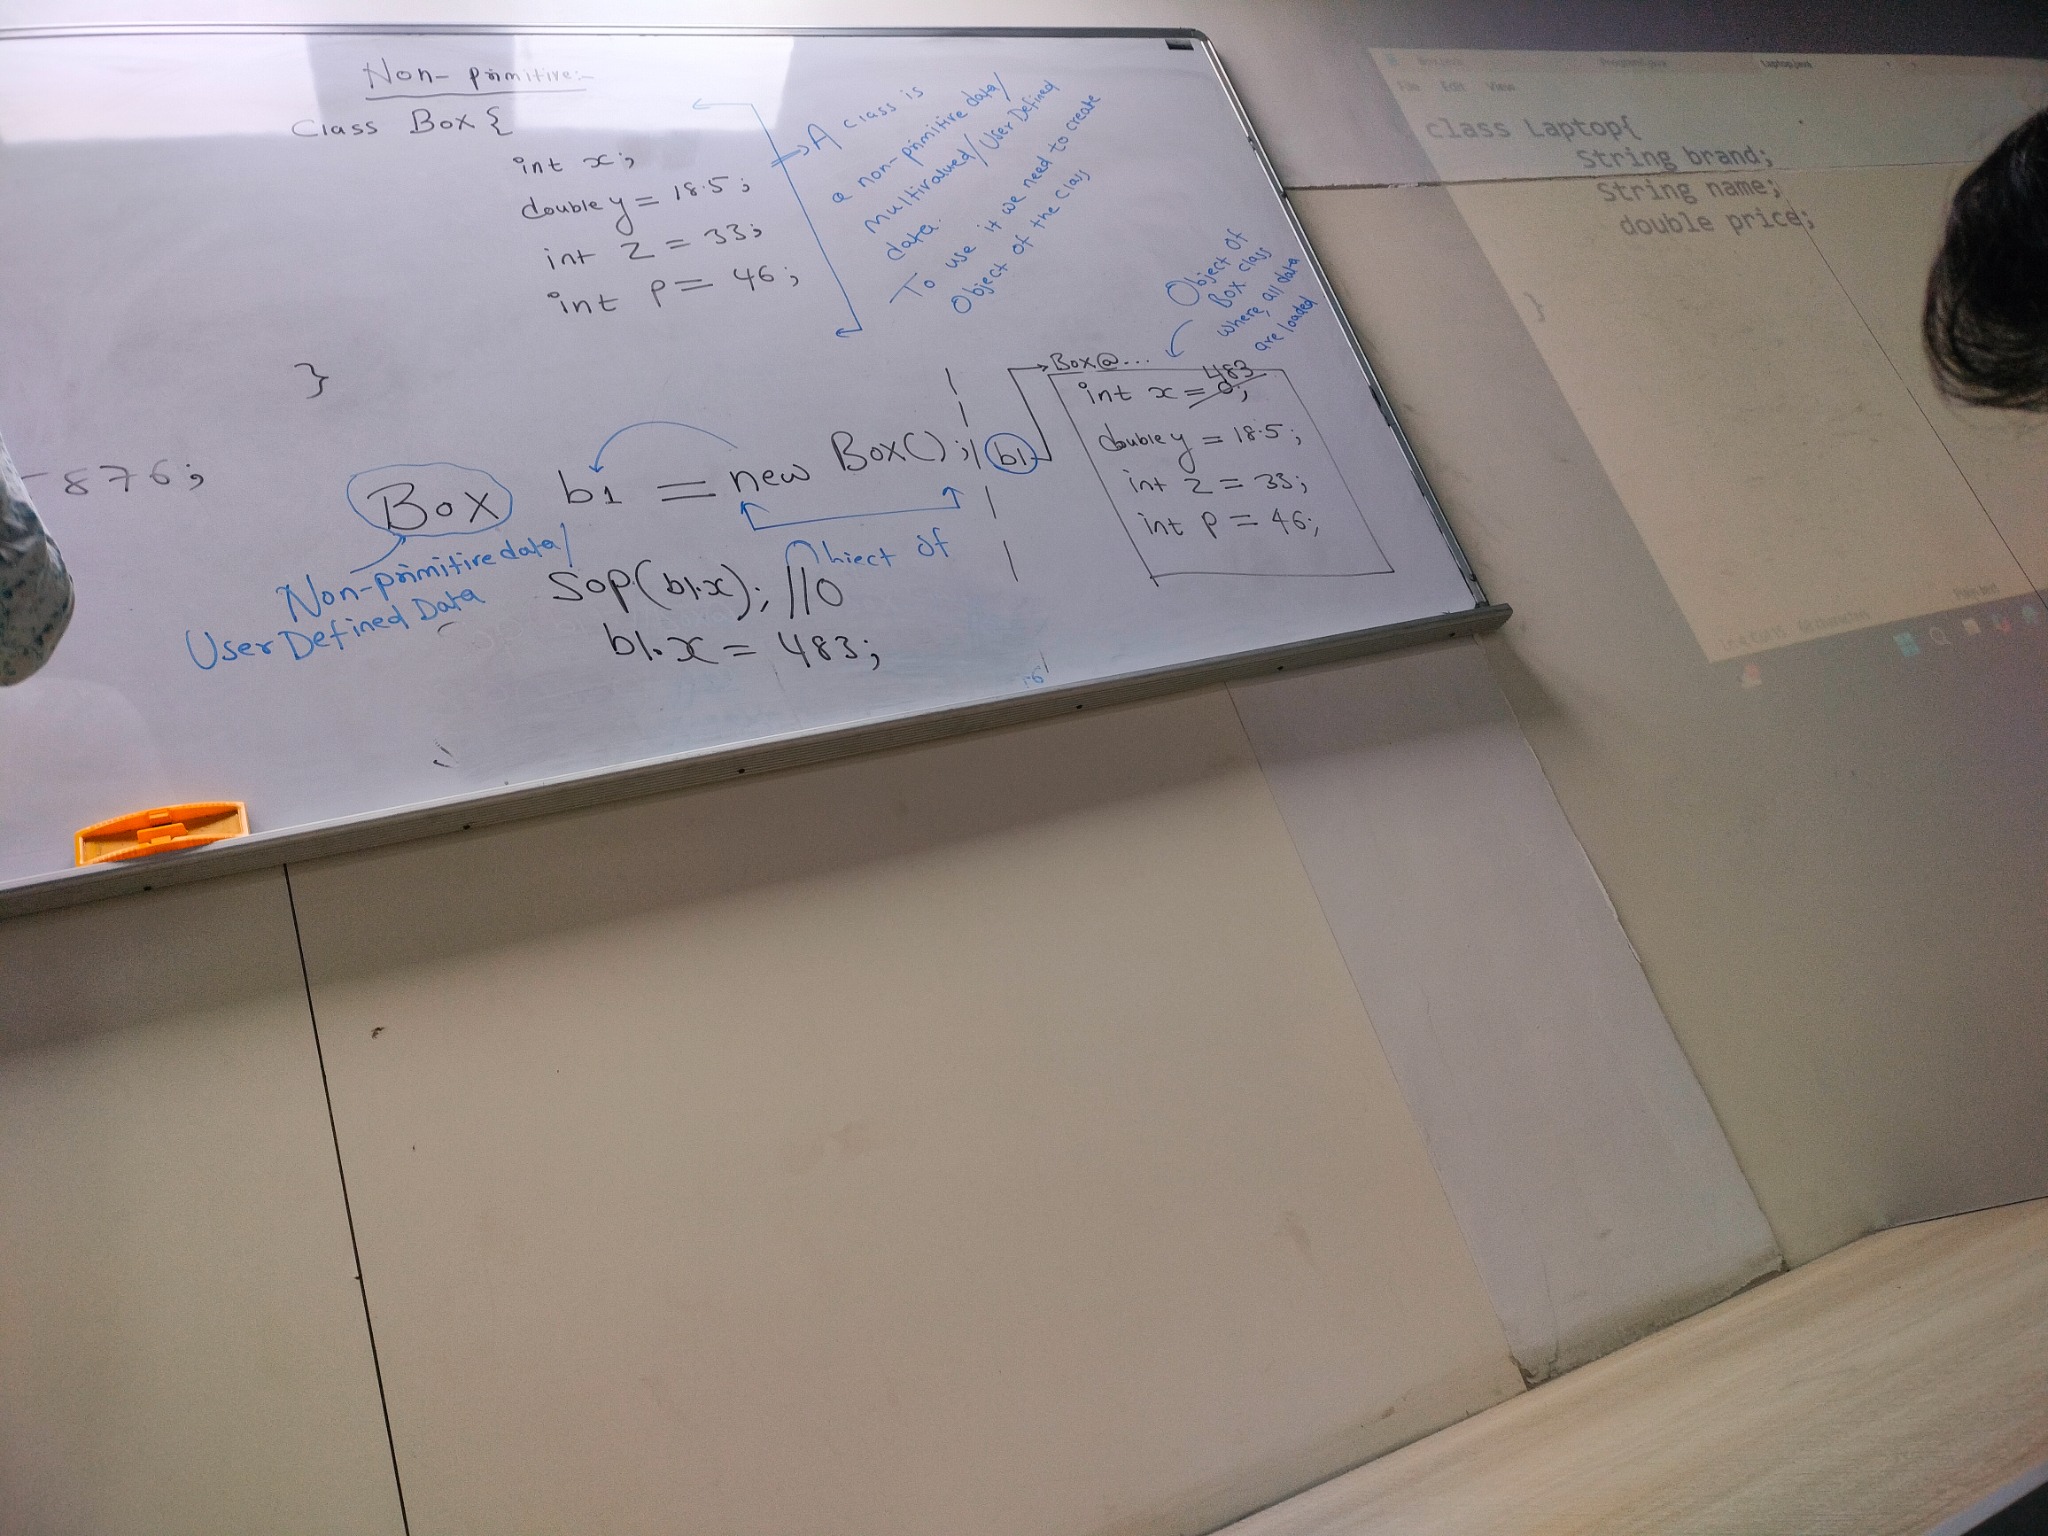 Non-primitive:-
Class Box {
int x;
double y = 18.5;
int z = 33;
int p = 46;
}
A class is
a non-primitive data/
multivalued/User Defined
data.
To use it we need to create
Object of the class
-876;
Box b1 = new Box();
Non-primitive data/
User Defined Data
Object of
Sop(b1.x); //0
b1.x = 483;
b1
Box@...
Object of
Box class
where all data
are loaded
483
int x = 0;
double y = 18.5;
int z = 33;
int p = 46;
Laptop.java
File Edit View
class Laptop{
String brand;
String name;
double price;
}